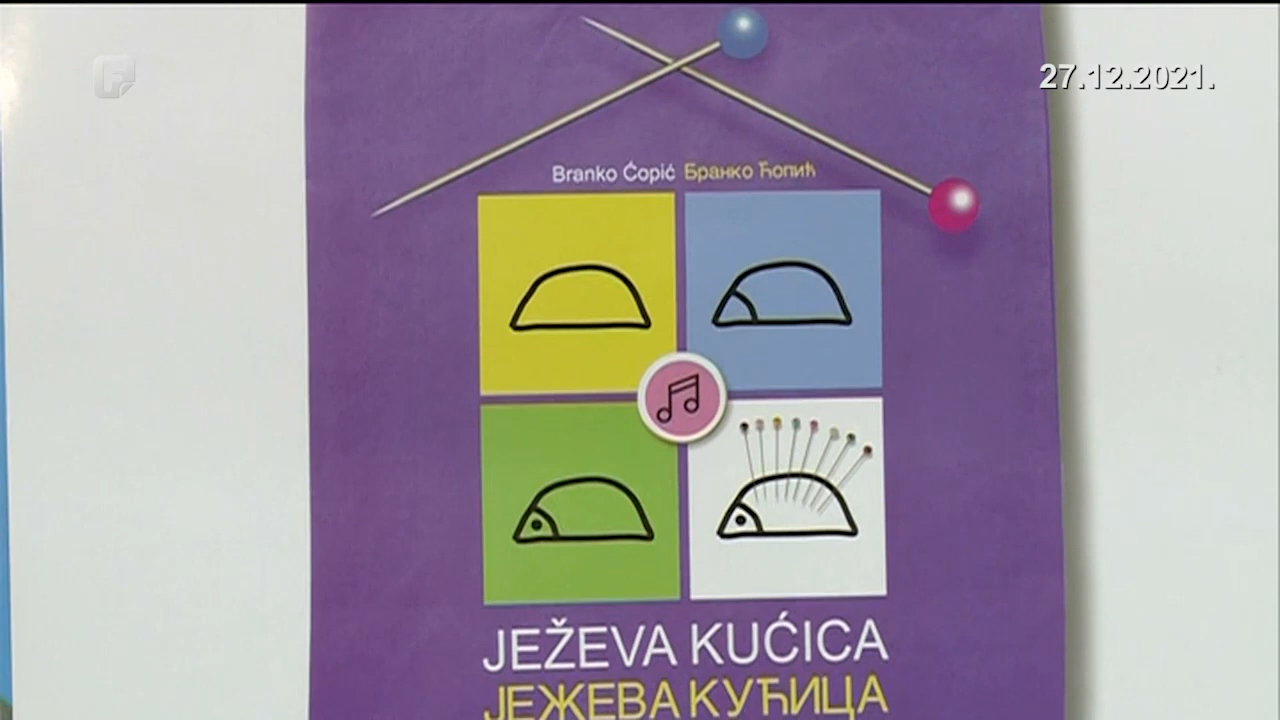 27.12.2021.
Branko Ćopić Бранко Ћопић
JEŽEVA KUĆICA
ЈЕЖЕВА КУЋИЦА